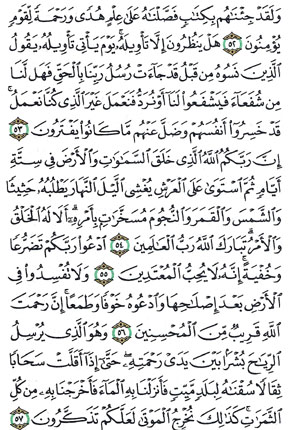 وَلَقَدْ جِئْنَٰهُم بِكِتَٰبٍ فَصَّلْنَٰهُ عَلَىٰ عِلْمٍ هُدًى وَرَحْمَةً لِّقَوْمٍ
يُؤْمِنُونَ ٥٢ هَلْ يَنظُرُونَ إِلَّا تَأْوِيلَهُۥ ۚ يَوْمَ يَأْتِى تَأْوِيلُهُۥ يَقُولُ
ٱلَّذِينَ نَسُوهُ مِن قَبْلُ قَدْ جَآءَتْ رُسُلُ رَبِّنَا بِٱلْحَقِّ فَهَل لَّنَا
مِن شُفَعَآءَ فَيَشْفَعُوا۟ لَنَآ أَوْ نُرَدُّ فَنَعْمَلَ غَيْرَ ٱلَّذِى كُنَّا نَعْمَلُ ۚ
قَدْ خَسِرُوٓا۟ أَنفُسَهُمْ وَضَلَّ عَنْهُم مَّا كَانُوا۟ يَفْتَرُونَ ٥٣
إِنَّ رَبَّكُمُ ٱللَّهُ ٱلَّذِى خَلَقَ ٱلسَّمَٰوَٰتِ وَٱلْأَرْضَ فِى سِتَّةِ
أَيَّامٍ ثُمَّ ٱسْتَوَىٰ عَلَى ٱلْعَرْشِ يُغْشِى ٱلَّيْلَ ٱلنَّهَارَ يَطْلُبُهُۥ حَثِيثًا
وَٱلشَّمْسَ وَٱلْقَمَرَ وَٱلنُّجُومَ مُسَخَّرَٰتٍۭ بِأَمْرِهِۦٓ ۗ أَلَا لَهُ ٱلْخَلْقُ
وَٱلْأَمْرُ ۗ تَبَارَكَ ٱللَّهُ رَبُّ ٱلْعَٰلَمِينَ ٥٤ ٱدْعُوا۟ رَبَّكُمْ تَضَرُّعًا
وَخُفْيَةً ۚ إِنَّهُۥ لَا يُحِبُّ ٱلْمُعْتَدِينَ ٥٥ وَلَا تُفْسِدُوا۟ فِى
ٱلْأَرْضِ بَعْدَ إِصْلَٰحِهَا وَٱدْعُوهُ خَوْفًا وَطَمَعًا ۚ إِنَّ رَحْمَتَ
ٱللَّهِ قَرِيبٌ مِّنَ ٱلْمُحْسِنِينَ ٥٦ وَهُوَ ٱلَّذِى يُرْسِلُ
ٱلرِّيَٰحَ بُشْرًۢا بَيْنَ يَدَىْ رَحْمَتِهِۦ ۖ حَتَّىٰٓ إِذَآ أَقَلَّتْ سَحَابًا
ثِقَالًا سُقْنَٰهُ لِبَلَدٍ مَّيِّتٍ فَأَنزَلْنَا بِهِ ٱلْمَآءَ فَأَخْرَجْنَا بِهِۦ مِن كُلِّ
ٱلثَّمَرَٰتِ ۚ كَذَٰلِكَ نُخْرِجُ ٱلْمَوْتَىٰ لَعَلَّكُمْ تَذَكَّرُونَ ٥٧